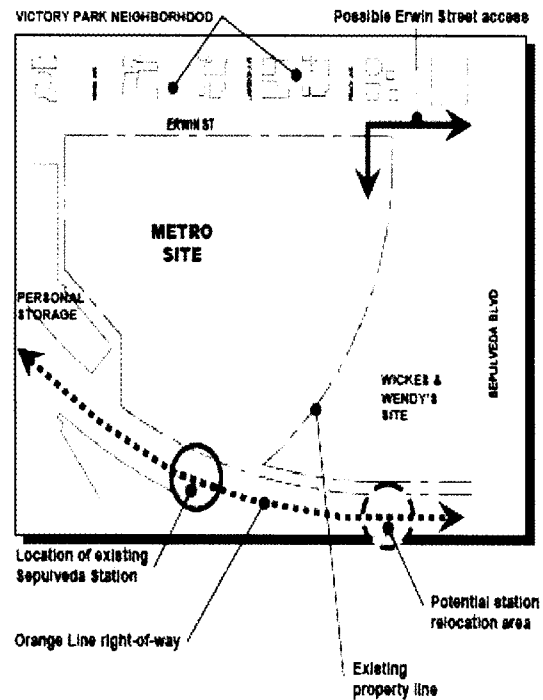 VICTORY PARK NEIGHBORHOOD
Possible Erwin Street access
ERWIN ST
METRO
SITE
PERSONAL
STORAGE
SEPULVEDA BLVD
WICKES &
WENDY'S
SITE
Location of existing
Sepulveda Station
Potential station
relocation area
Orange Line right-of-way
Existing
property line